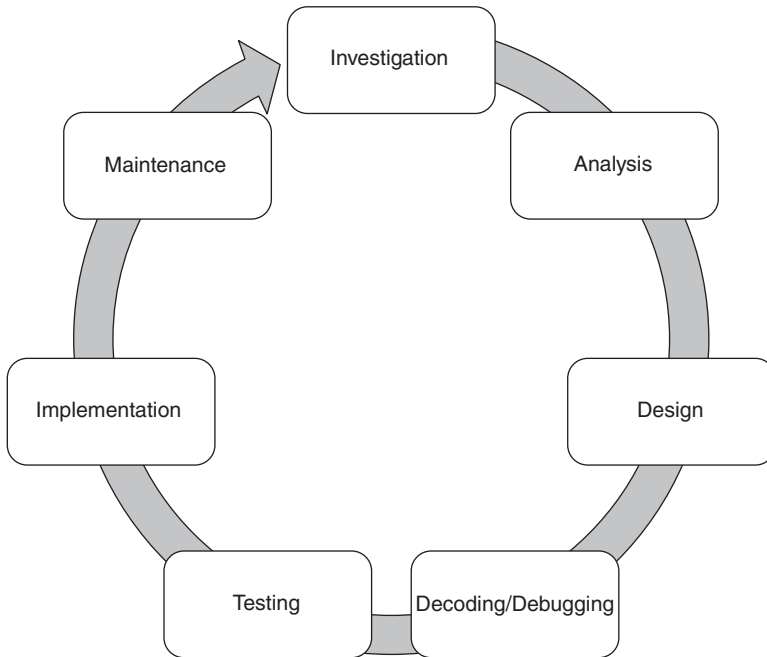 Investigation
Analysis
Design
Decoding/Debugging
Testing
Implementation
Maintenance